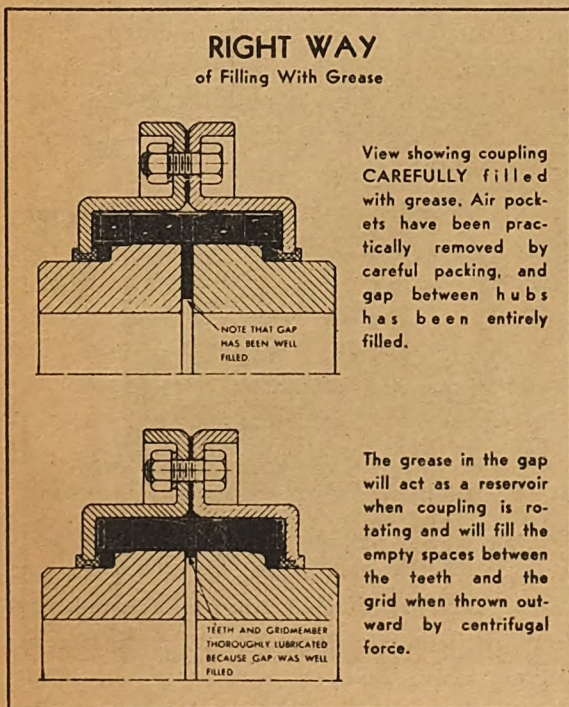 RIGHT WAY
of Filling With Grease
View showing coupling
CAREFULLY filled
with grease. Air pock-
ets have been prac-
tically removed by
careful packing, and
gap between hubs
has been entirely
filled.
NOTE THAT GAP
HAS BEEN WELL
FILLED
The grease in the gap
will act as a reservoir
when coupling is ro-
tating and will fill the
empty spaces between
the teeth and the
grid when thrown out-
ward by centrifugal
force.
TEETH AND GRIDMEMBER
THOROUGHLY LUBRICATED
BECAUSE GAP WAS WELL
FILLED